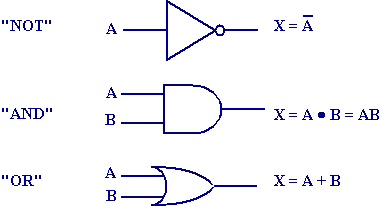 "NOT" A X = A̅
A
"AND" B X = A • B = AB
"OR" A X = A + B
B